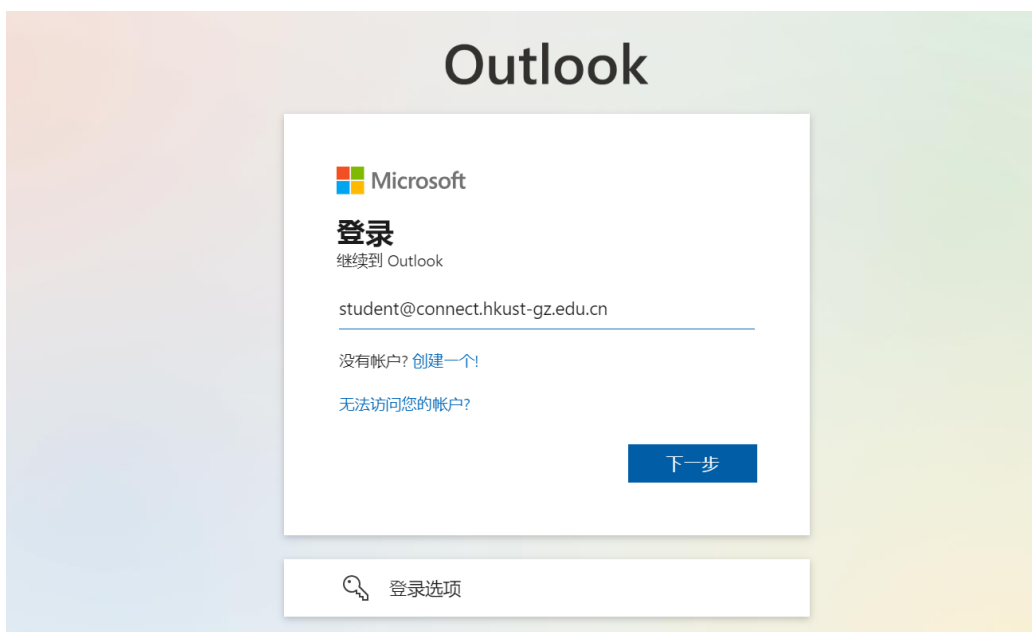 Outlook
Microsoft
登录
继续到 Outlook
student@connect.hkust-gz.edu.cn
没有帐户? 创建一个!
无法访问您的帐户?
下一步
登录选项